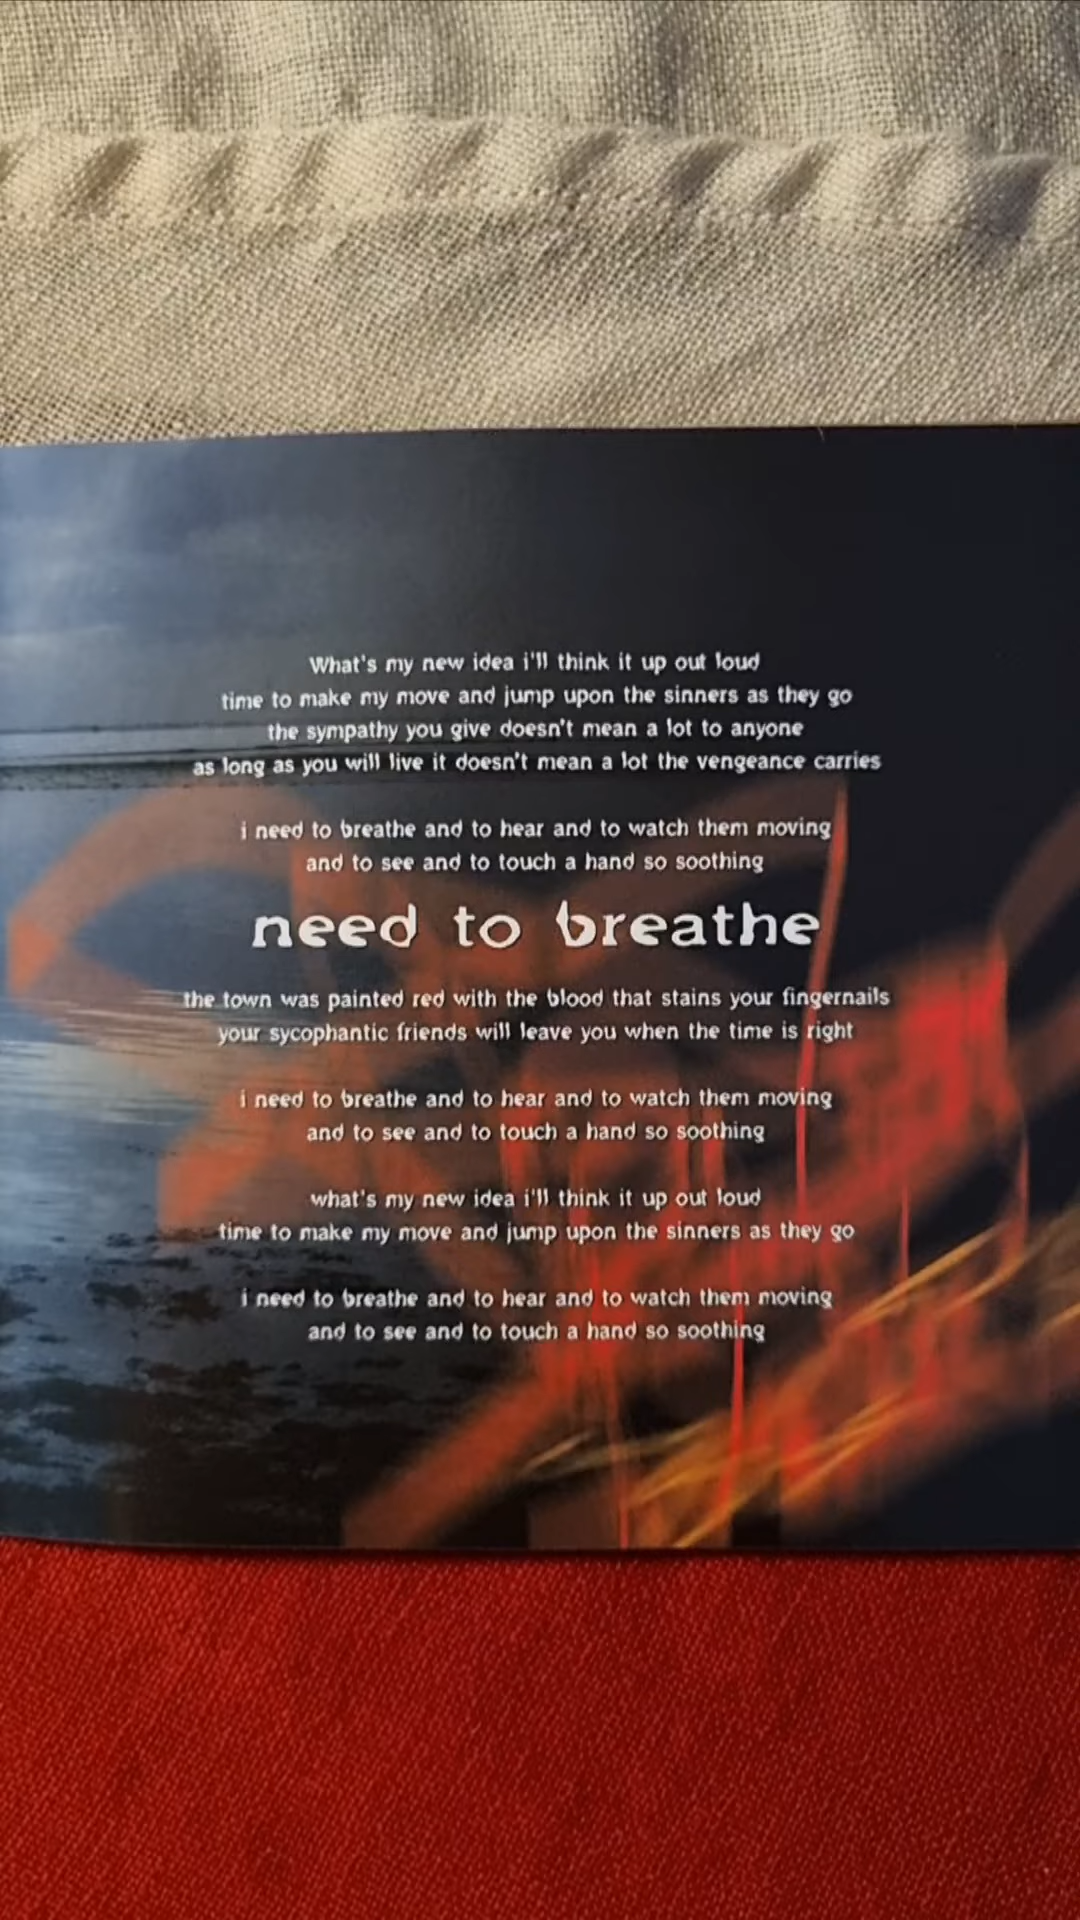 What's my new idea i'll think it up out loud
time to make my move and jump upon the sinners as they go
the sympathy you give doesn't mean a lot to anyone
as long as you will live it doesn't mean a lot the vengeance carries
i need to breathe and to hear and to watch them moving
and to see and to touch a hand so soothing
need to breathe
the town was painted red with the blood that stains your fingernails
your sycophantic friends will leave you when the time is right
i need to breathe and to hear and to watch them moving
and to see and to touch a hand so soothing
what's my new idea i'll think it up out loud
time to make my move and jump upon the sinners as they go
i need to breathe and to hear and to watch them moving
and to see and to touch a hand so soothing